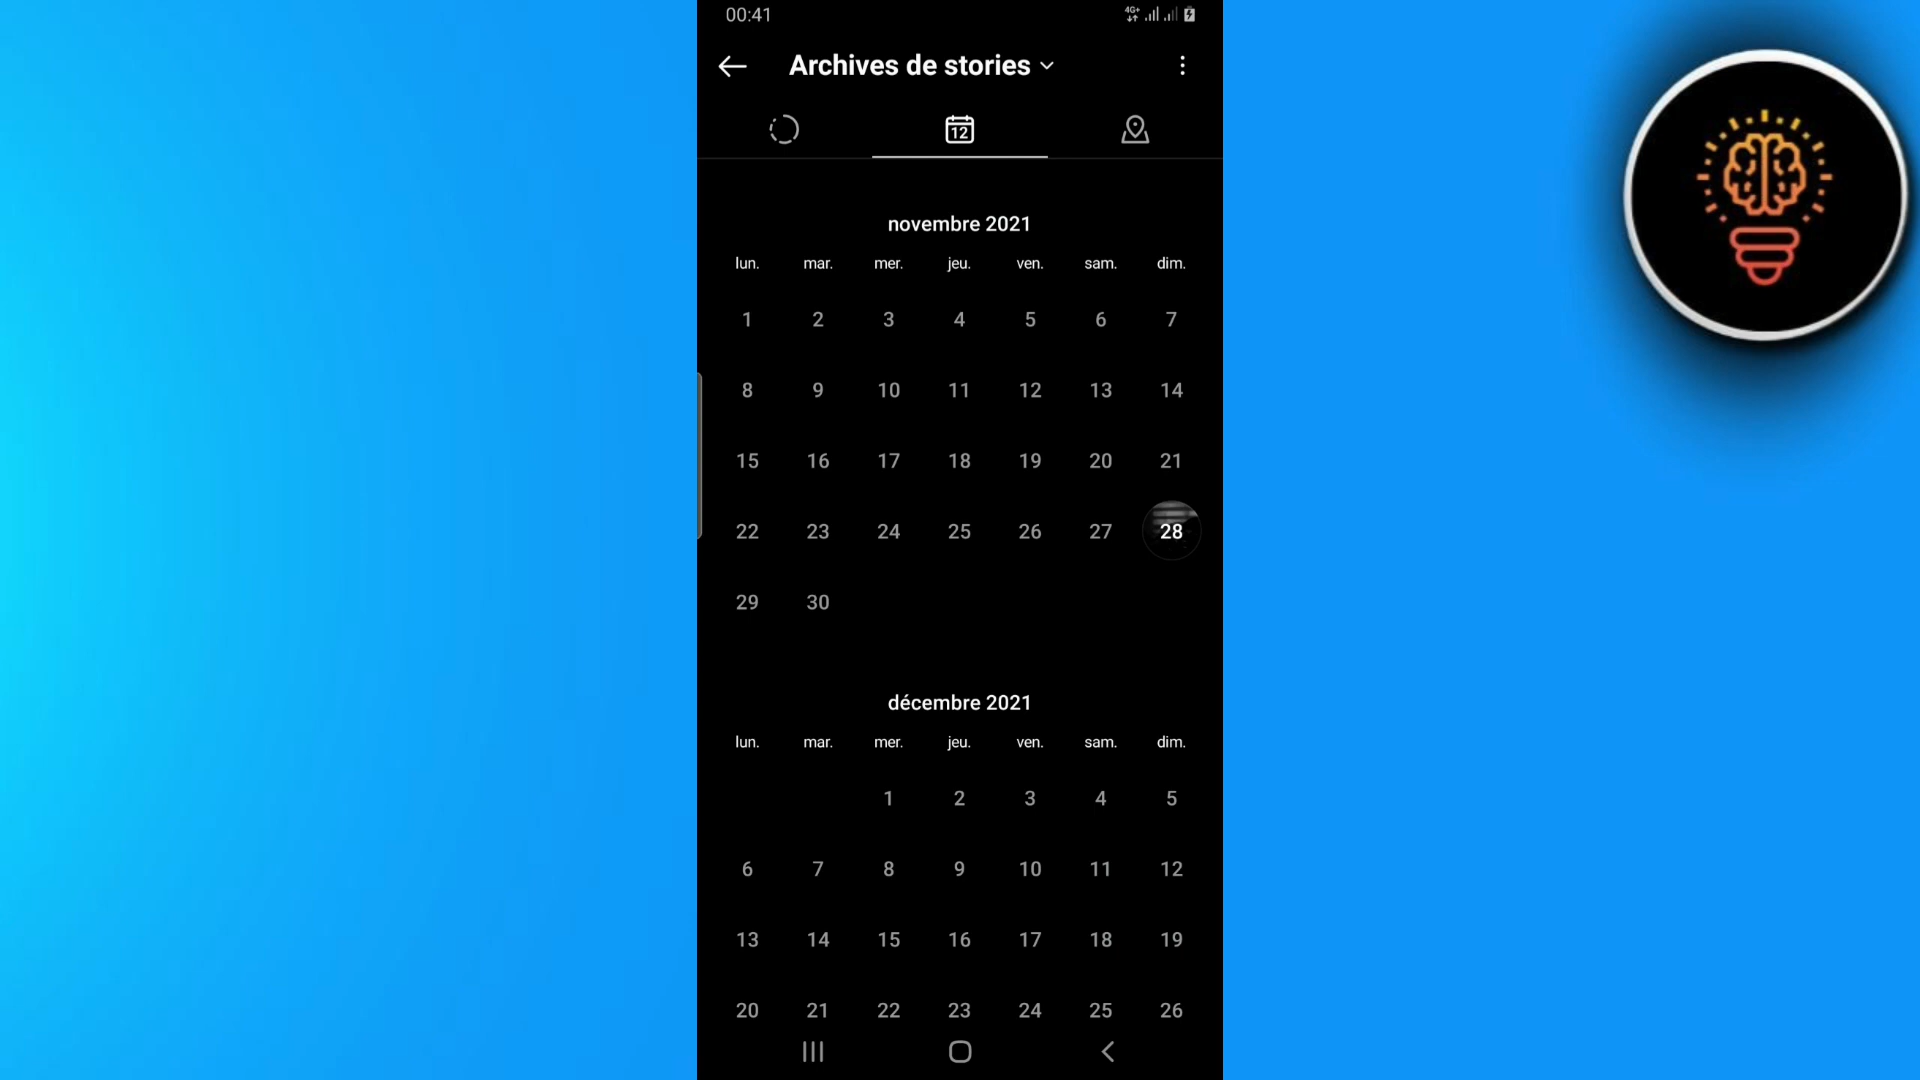 00:41
4G+
Archives de stories
12
novembre 2021
lun. mar. mer. jeu. ven. sam. dim.
1 2 3 4 5 6 7
8 9 10 11 12 13 14
15 16 17 18 19 20 21
22 23 24 25 26 27 28
29 30
décembre 2021
lun. mar. mer. jeu. ven. sam. dim.
1 2 3 4 5
6 7 8 9 10 11 12
13 14 15 16 17 18 19
20 21 22 23 24 25 26